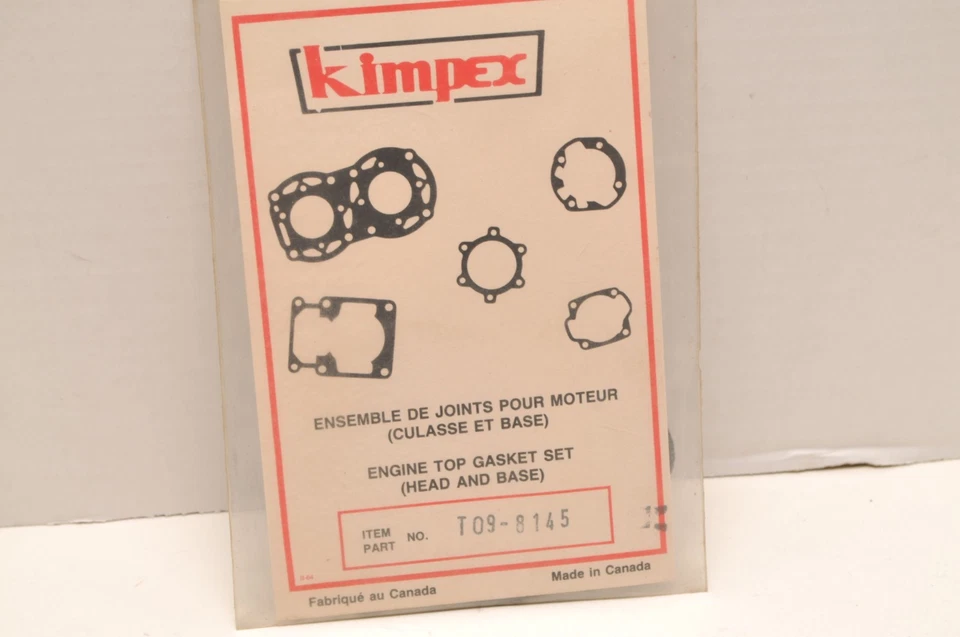 Kimpex
ENSEMBLE DE JOINTS POUR MOTEUR
(CULASSE ET BASE)
ENGINE TOP GASKET SET
(HEAD AND BASE)
ITEM
PART NO. T09-8145
Fabriqué au Canada
Made in Canada